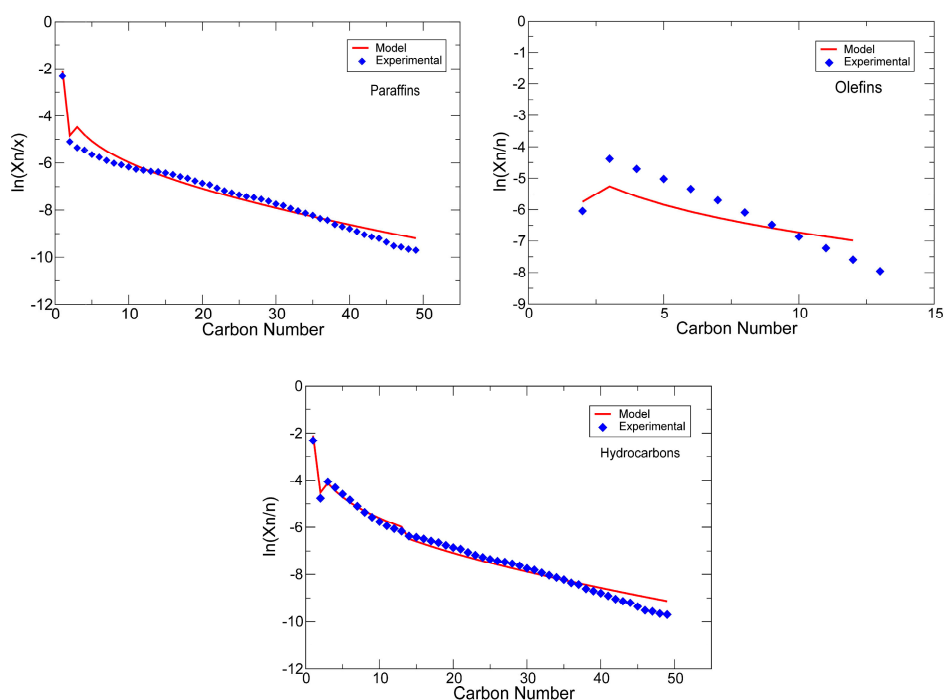 0
-2
-4
-6
-8
-10
-12
ln(Xn/x)
0 10 20 30 40 50
Carbon Number
Model
Experimental
Paraffins
0
-1
-2
-3
-4
-5
-6
-7
-8
-9
ln(Xn/n)
0 5 10 15
Carbon Number
Model
Experimental
Olefins
0
-2
-4
-6
-8
-10
-12
ln(Xn/n)
0 10 20 30 40 50
Carbon Number
Model
Experimental
Hydrocarbons